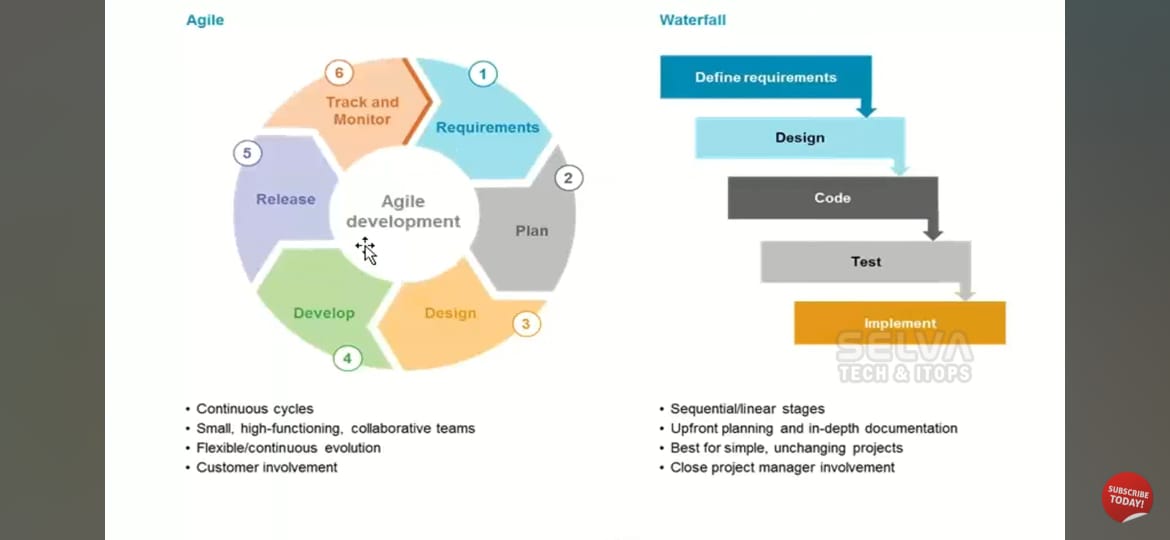 Agile
6
1
Track and
Monitor
Requirements
5
2
Release
Agile
development
Plan
Develop
Design
3
4
• Continuous cycles
• Small, high-functioning, collaborative teams
• Flexible/continuous evolution
• Customer involvement
Waterfall
Define requirements
Design
Code
Test
Implement
SELVA
TECH & ITOPS
• Sequential/linear stages
• Upfront planning and in-depth documentation
• Best for simple, unchanging projects
• Close project manager involvement
SUBSCRIBE
TODAY!